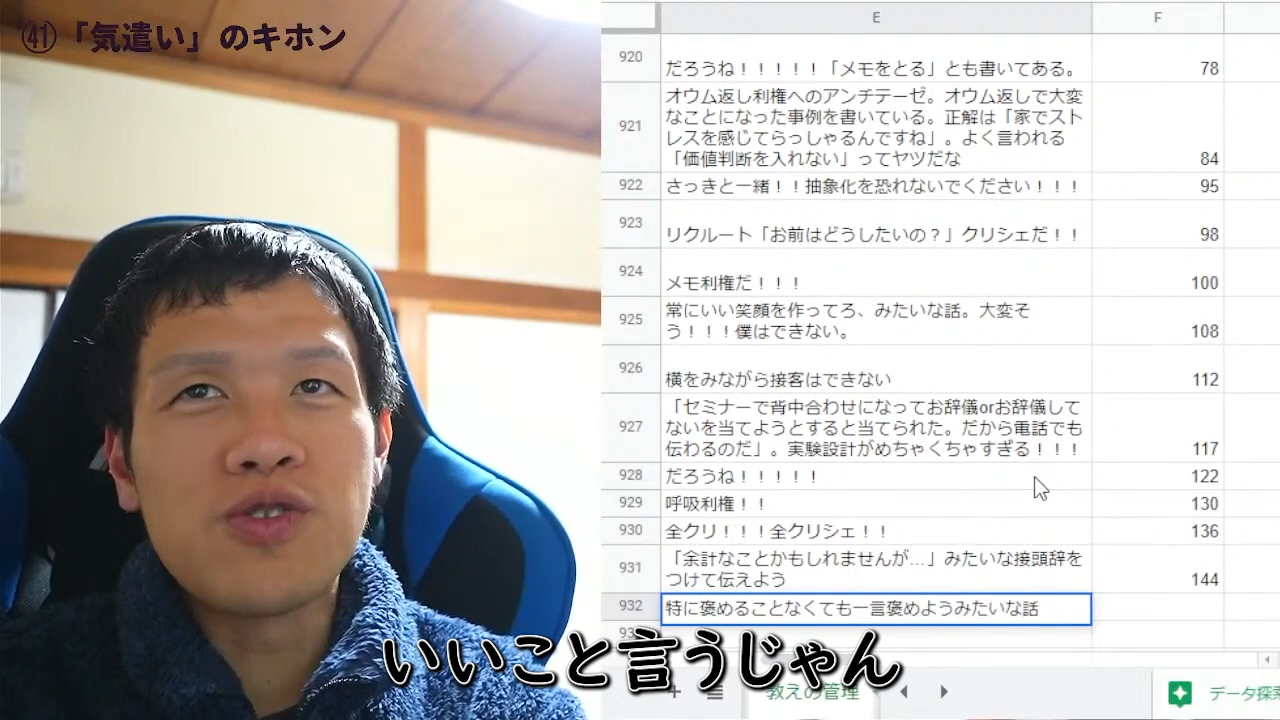 ㊶「気遣い」のキホン
E
F
920
だろうね！！！！！「メモをとる」とも書いてある。
78
921
オウム返し利権へのアンチテーゼ。オウム返しで大変
なことになった事例を書いている。正解は「家でスト
レスを感じてらっしゃるんですね」。よく言われる
「価値判断を入れない」ってヤツだな
84
922
さっきと一緒！！抽象化を恐れないでください！！！
95
923
リクルート「お前はどうしたいの？」クリシェだ！！
98
924
メモ利権だ！！！
100
925
常にいい笑顔を作ってろ、みたいな話。大変そ
う！！！僕はできない。
108
926
横をみながら接客はできない
112
927
「セミナーで背中合わせになってお辞儀orお辞儀して
ないを当てようとすると当てられた。だから電話でも
伝わるのだ」。実験設計がめちゃくちゃすぎる！！！
117
928
だろうね！！！！！
122
929
呼吸利権！！
130
930
全クリ！！！全クリシェ！！
136
931
「余計なことかもしれませんが...」みたいな接頭辞を
つけて伝えよう
144
932
特に褒めることなくても一言褒めようみたいな話
いいこと言うじゃん
教えの管理
データ探索